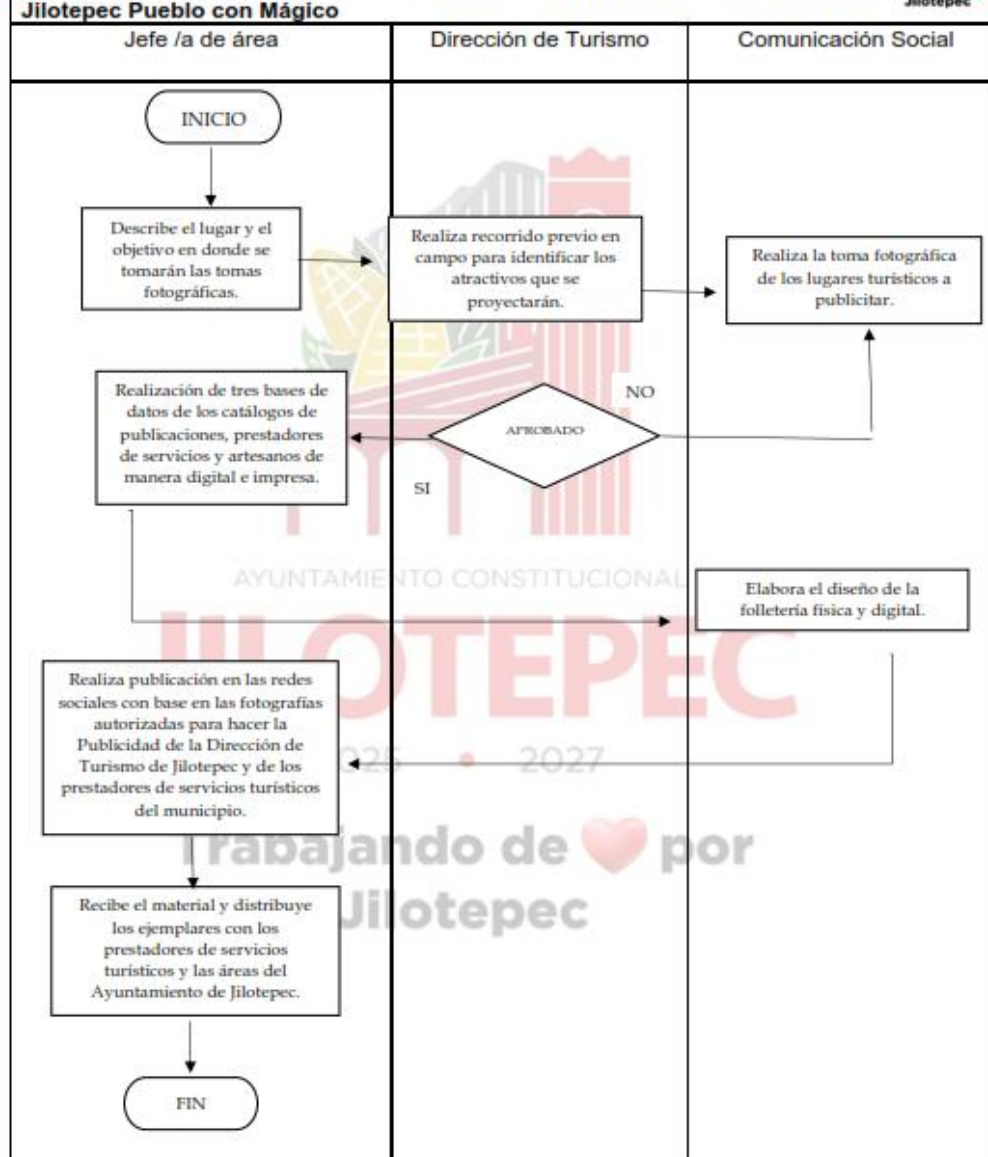 Jilotepec Pueblo con Mágico
Jilotepec
Jefe /a de área
Dirección de Turismo
Comunicación Social
INICIO
Describe el lugar y el
objetivo en donde se
tomarán las tomas
fotográficas.
Realiza recorrido previo en
campo para identificar los
atractivos que se
proyectarán.
Realiza la toma fotográfica
de los lugares turísticos a
publicitar.
NO
APROBADO
SI
Realización de tres bases de
datos de los catálogos de
publicaciones, prestadores
de servicios y artesanos de
manera digital e impresa.
AYUNTAMIENTO CONSTITUCIONAL
JILOTEPEC
2025 • 2027
Elabora el diseño de la
folletería física y digital.
Realiza publicación en las redes
sociales con base en las fotografías
autorizadas para hacer la
Publicidad de la Dirección de
Turismo de Jilotepec y de los
prestadores de servicios turísticos
del municipio.
Trabajando de ❤ por
Jilotepec
Recibe el material y distribuye
los ejemplares con los
prestadores de servicios
turísticos y las áreas del
Ayuntamiento de Jilotepec.
FIN